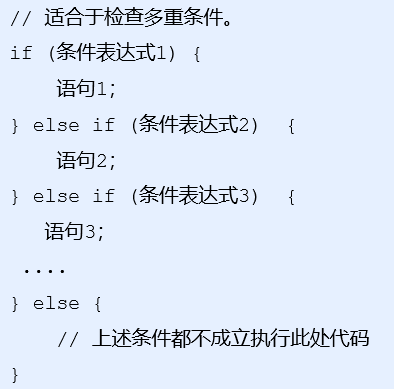 // 适合于检查多重条件。
if (条件表达式1) {
    语句1;
} else if (条件表达式2)  {
    语句2;
} else if (条件表达式3)  {
   语句3;
 ....
} else {
    // 上述条件都不成立执行此处代码
}